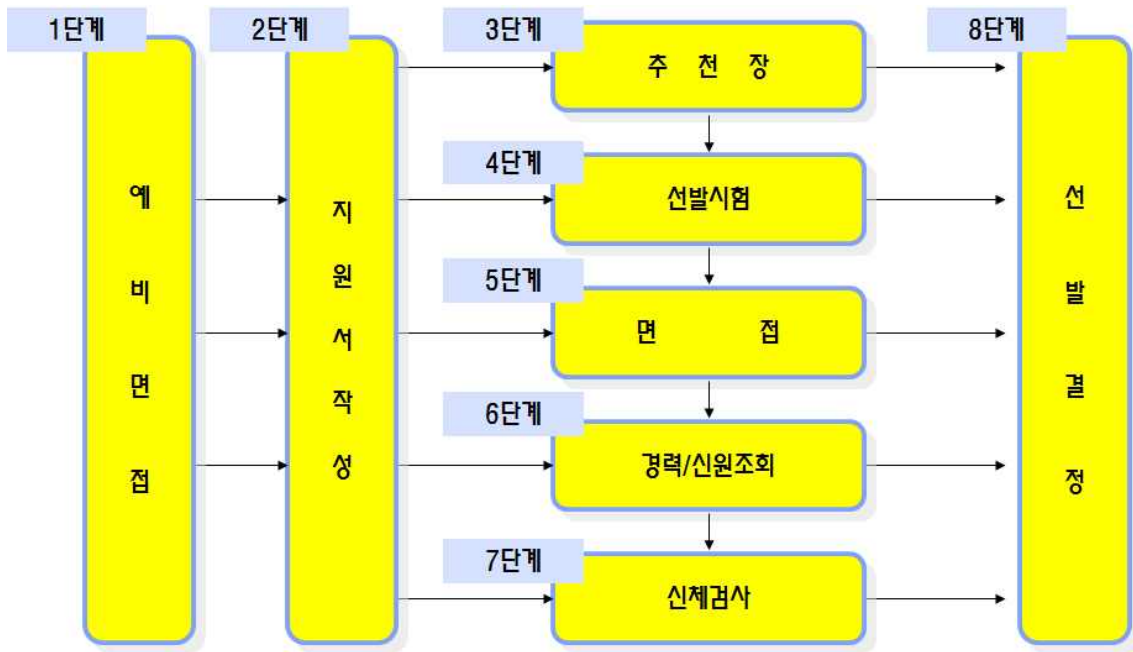 1단계
예비면접
2단계
지원서작성
3단계
추 천 장
4단계
선발시험
5단계
면 접
6단계
경력/신원조회
7단계
신체검사
8단계
선발결정